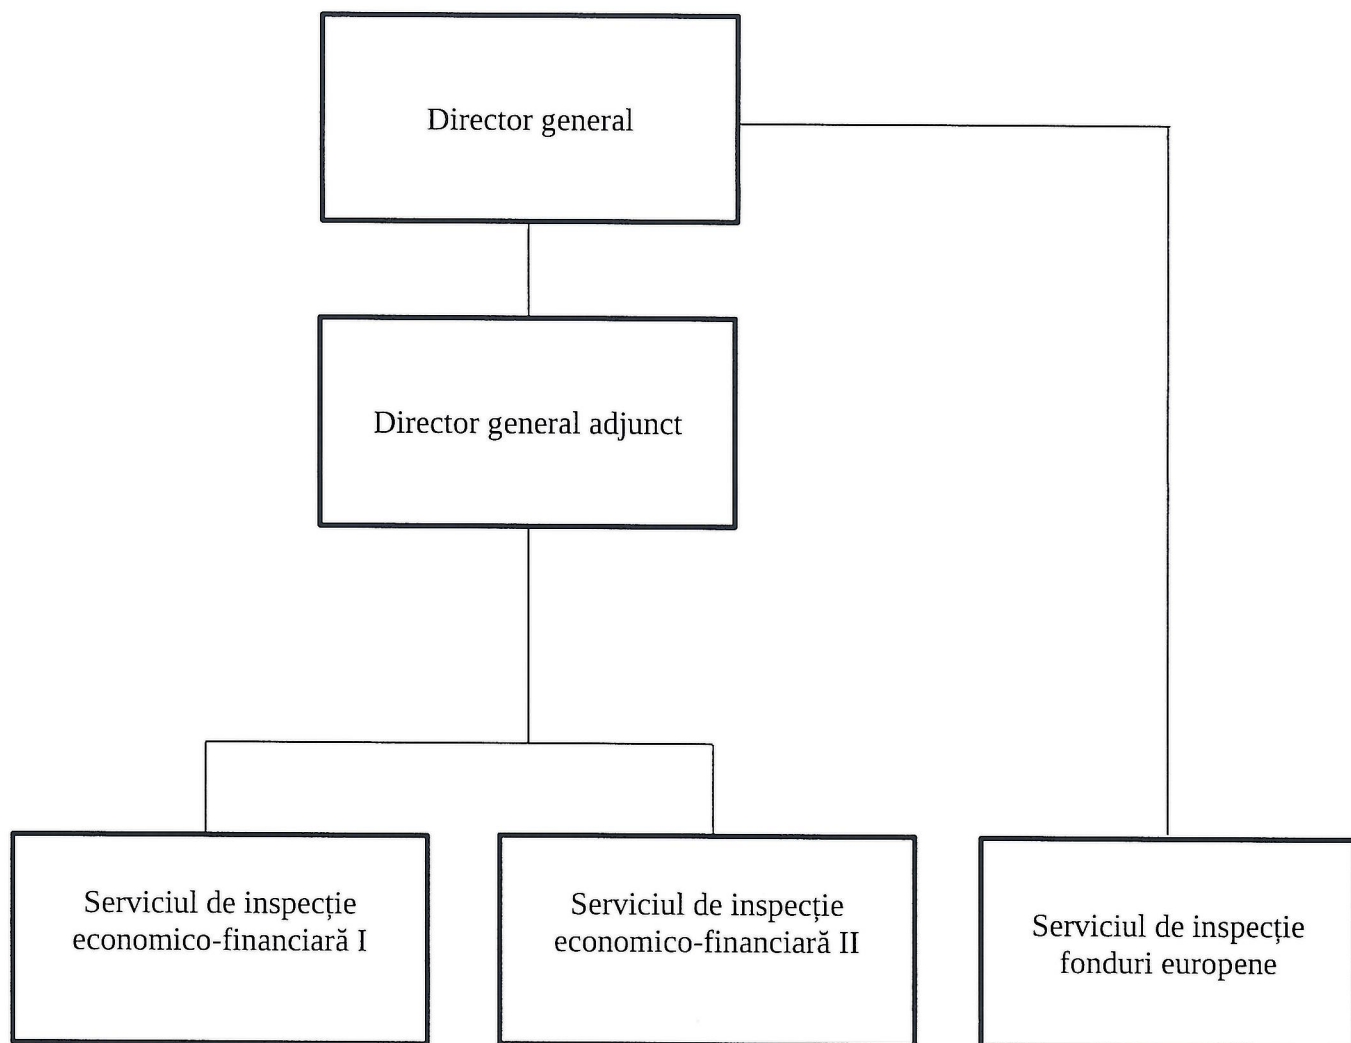 Director general
Director general adjunct
Serviciul de inspecție
economico-financiară I
Serviciul de inspecție
economico-financiară II
Serviciul de inspecție
fonduri europene